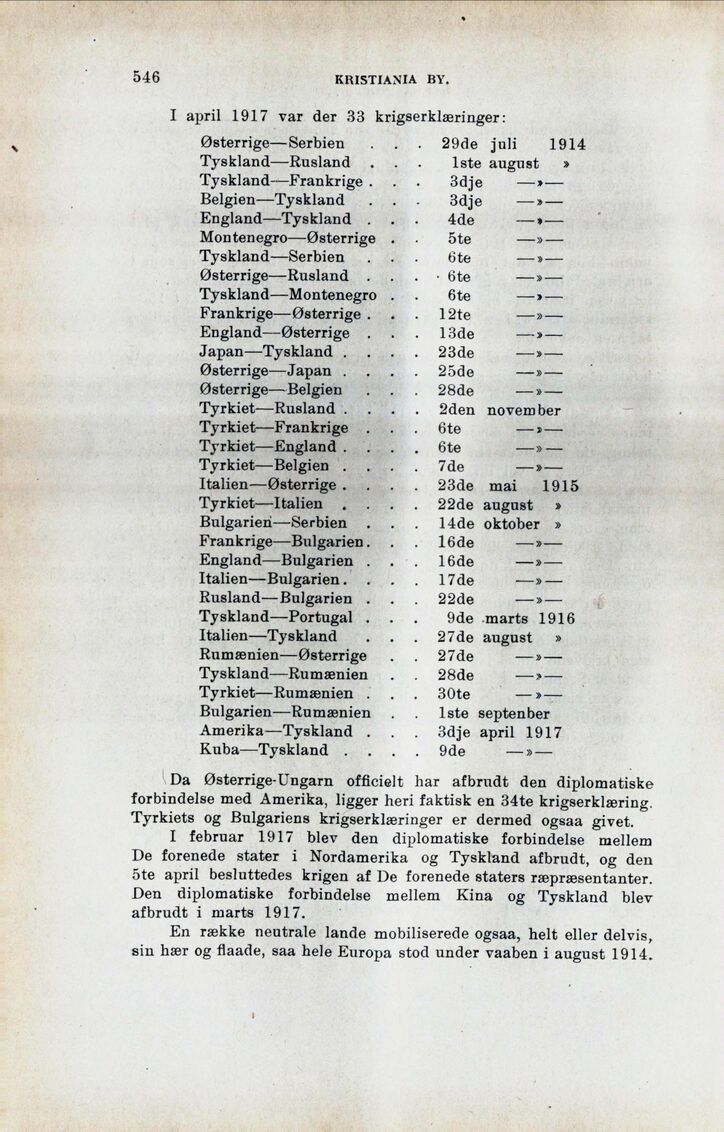 546 KRISTIANIA BY.
I april 1917 var der 33 krigserklæringer:
Østerrige—Serbien . . . 29de juli 1914
Tyskland—Rusland . . . 1ste august »
Tyskland—Frankrige . . . 3dje —»—
Belgien—Tyskland . . . 3dje —»—
England—Tyskland . . . 4de —»—
Montenegro—Østerrige . . 5te —»—
Tyskland—Serbien . . . 6te —»—
Østerrige—Rusland . . . 6te —»—
Tyskland—Montenegro . . 6te —»—
Frankrige—Østerrige . . . 12te —»—
England—Østerrige . . . 13de —»—
Japan—Tyskland . . . . 23de —»—
Østerrige—Japan . . . . 25de —»—
Østerrige—Belgien . . . 28de —»—
Tyrkiet—Rusland . . . . 2den november
Tyrkiet—Frankrige . . . 6te —»—
Tyrkiet—England . . . . 6te —»—
Tyrkiet—Belgien . . . . 7de —»—
Italien—Østerrige . . . . 23de mai 1915
Tyrkiet—Italien . . . . 22de august »
Bulgarien—Serbien . . . 14de oktober »
Frankrige—Bulgarien . . . 16de —»—
England—Bulgarien . . . 16de —»—
Italien—Bulgarien . . . . 17de —»—
Rusland—Bulgarien . . . 22de —»—
Tyskland—Portugal . . . 9de marts 1916
Italien—Tyskland . . . 27de august »
Rumænien—Østerrige . . 27de —»—
Tyskland—Rumænien . . 28de —»—
Tyrkiet—Rumænien . . . 30te —»—
Bulgarien—Rumænien . . 1ste septenber
Amerika—Tyskland . . . 3dje april 1917
Kuba—Tyskland . . . . 9de —»—
Da Østerrige-Ungarn officielt har afbrudt den diplomatiske
forbindelse med Amerika, ligger heri faktisk en 34te krigserklæring.
Tyrkiets og Bulgariens krigserklæringer er dermed ogsaa givet.
I februar 1917 blev den diplomatiske forbindelse mellem
De forenede stater i Nordamerika og Tyskland afbrudt, og den
5te april besluttedes krigen af De forenede staters ræpræsentanter.
Den diplomatiske forbindelse mellem Kina og Tyskland blev
afbrudt i marts 1917.
En række neutrale lande mobiliserede ogsaa, helt eller delvis,
sin hær og flaade, saa hele Europa stod under vaaben i august 1914.